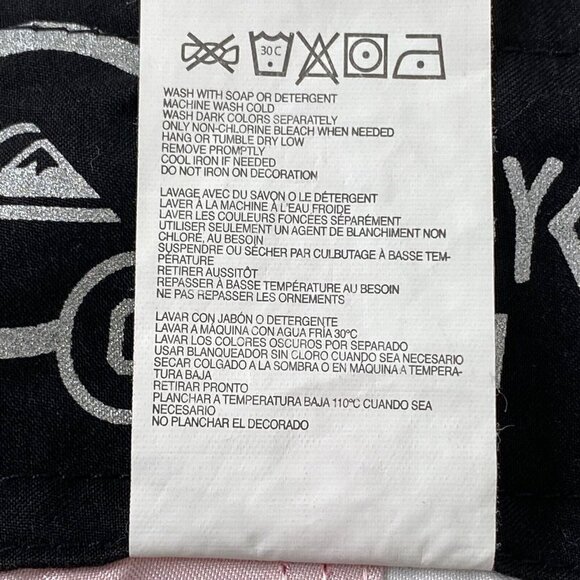 30 C
WASH WITH SOAP OR DETERGENT
MACHINE WASH COLD
WASH DARK COLORS SEPARATELY
ONLY NON-CHLORINE BLEACH WHEN NEEDED
HANG OR TUMBLE DRY LOW
REMOVE PROMPTLY
COOL IRON IF NEEDED
DO NOT IRON ON DECORATION
LAVAGE AVEC DU SAVON O LE DÉTERGENT
LAVER À LA MACHINE À L'EAU FROIDE
LAVER LES COULEURS FONCÉES SÉPARÉMENT
UTILISER SEULEMENT UN AGENT DE BLANCHIMENT NON
CHLORÉ, AU BESOIN
SUSPENDRE OU SÉCHER PAR CULBUTAGE À BASSE TEM-
PÉRATURE
RETIRER AUSSITÔT
REPASSER À BASSE TEMPÉRATURE AU BESOIN
NE PAS REPASSER LES ORNEMENTS
LAVAR CON JABÓN O DETERGENTE
LAVAR A MÁQUINA CON AGUA FRÍA 30°C
LAVAR LOS COLORES OSCUROS POR SEPARADO
USAR BLANQUEADOR SIN CLORO CUANDO SEA NECESARIO
SECAR COLGADO A LA SOMBRA O EN MÁQUINA A TEMPERA-
TURA BAJA
RETIRAR PRONTO
PLANCHAR A TEMPERATURA BAJA 110°C CUANDO SEA
NECESARIO
NO PLANCHAR EL DECORADO